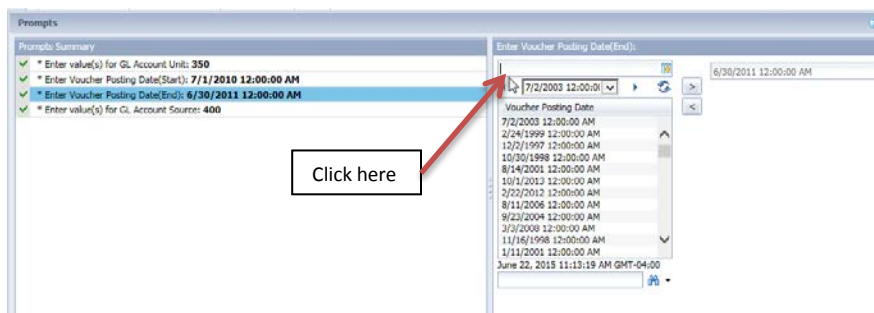 Prompts
Prompts Summary
* Enter value(s) for GL Account Unit: 350
* Enter Voucher Posting Date(Start): 7/1/2010 12:00:00 AM
* Enter Voucher Posting Date(End): 6/30/2011 12:00:00 AM
* Enter value(s) for GL Account Source: 400
Click here
Enter Voucher Posting Date(End):
6/30/2011 12:00:00 AM
7/2/2003 12:00:0
>
<
Voucher Posting Date
7/2/2003 12:00:00 AM
2/24/1999 12:00:00 AM
12/2/1997 12:00:00 AM
10/30/1998 12:00:00 AM
8/14/2001 12:00:00 AM
10/1/2013 12:00:00 AM
2/22/2012 12:00:00 AM
8/11/2006 12:00:00 AM
9/23/2004 12:00:00 AM
3/3/2008 12:00:00 AM
11/16/1998 12:00:00 AM
1/11/2001 12:00:00 AM
June 22, 2015 11:13:19 AM GMT-04:00